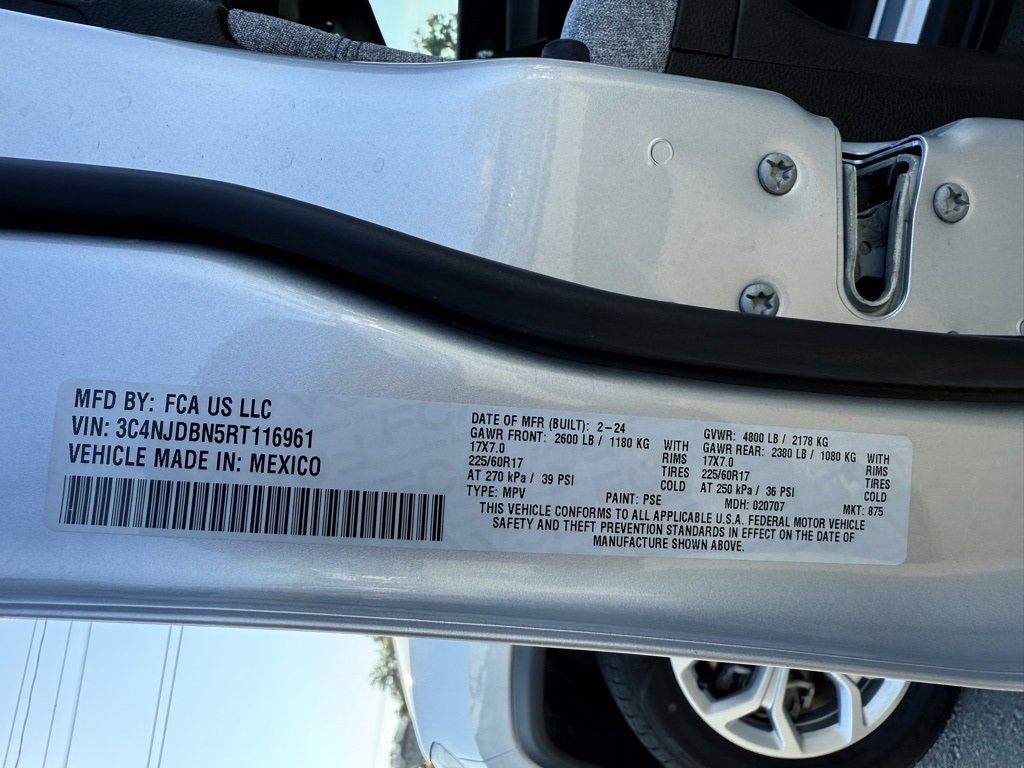 MFD BY: FCA US LLC
VIN: 3C4NJDBN5RT116961
VEHICLE MADE IN: MEXICO
DATE OF MFR (BUILT): 2-24
GAWR FRONT: 2600 LB / 1180 KG WITH
17X7.0 RIMS
225/60R17 TIRES
AT 270 kPa / 39 PSI COLD
GVWR: 4800 LB / 2178 KG
GAWR REAR: 2380 LB / 1080 KG WITH
17X7.0 RIMS
225/60R17 TIRES
AT 250 kPa / 36 PSI COLD
TYPE: MPV PAINT: PSE MDH: 020707 MKT: 875
THIS VEHICLE CONFORMS TO ALL APPLICABLE U.S.A. FEDERAL MOTOR VEHICLE
SAFETY AND THEFT PREVENTION STANDARDS IN EFFECT ON THE DATE OF
MANUFACTURE SHOWN ABOVE.